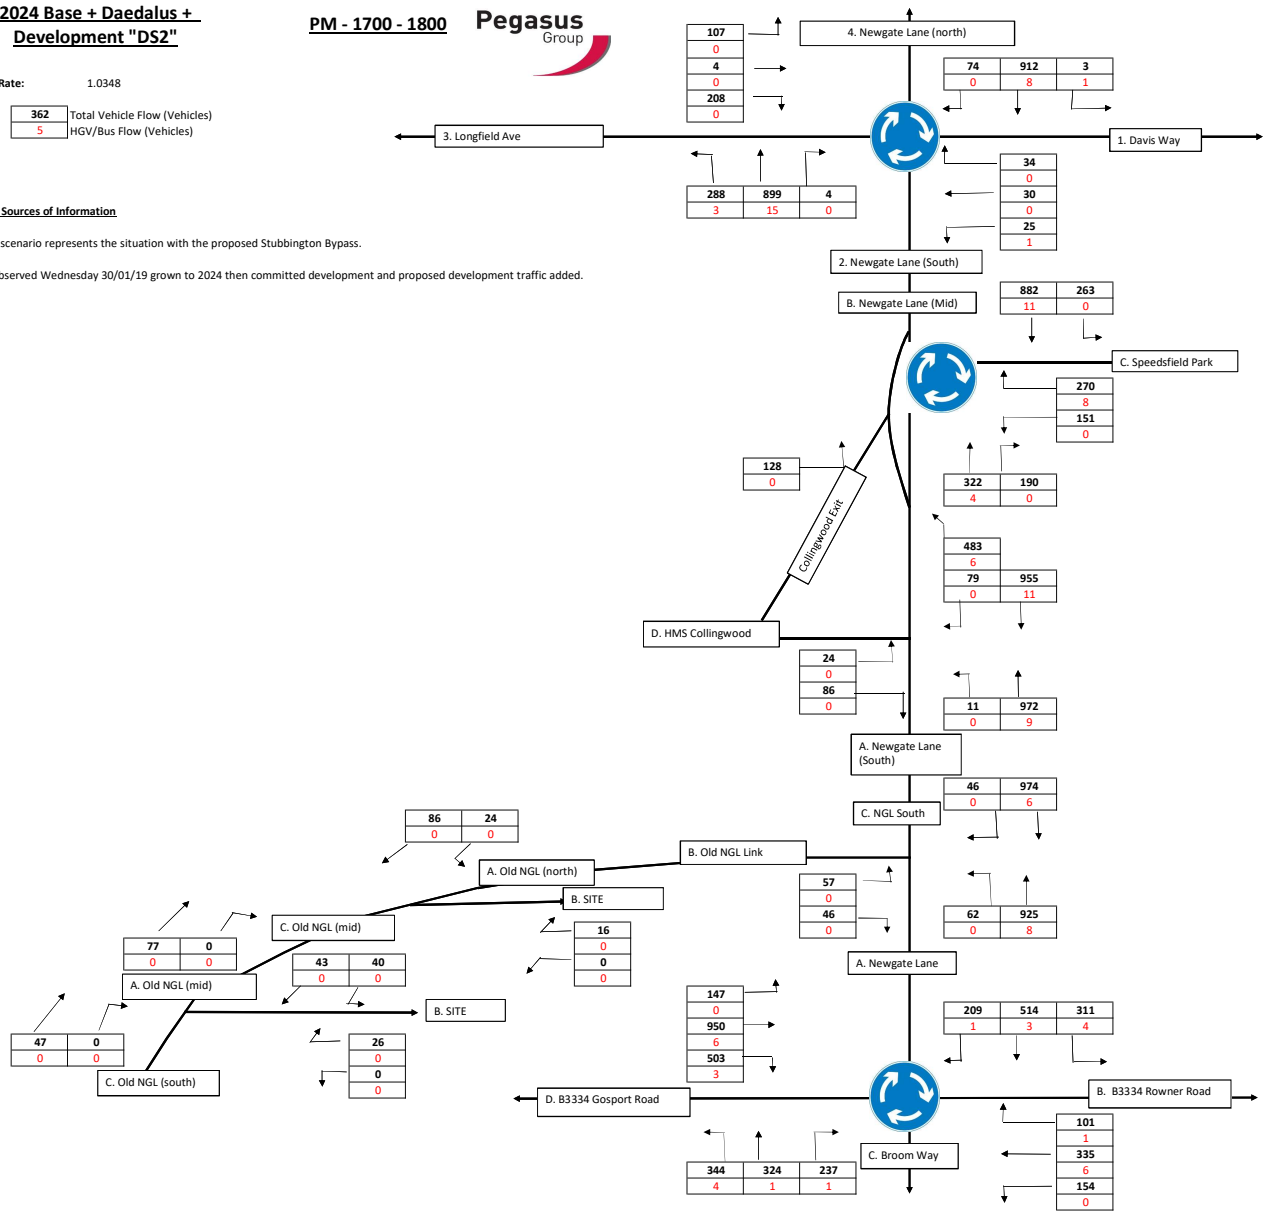 2024 Base + Daedalus +
Development "DS2"
PM - 1700 - 1800
Pegasus
Group
Rate: 1.0348
362 Total Vehicle Flow (Vehicles)
5 HGV/Bus Flow (Vehicles)
Sources of Information
scenario represents the situation with the proposed Stubbington Bypass.
bserved Wednesday 30/01/19 grown to 2024 then committed development and proposed development traffic added.
107
0
4
0
208
0
4. Newgate Lane (north)
74 912 3
0 8 1
3. Longfield Ave
1. Davis Way
288 899 4
3 15 0
34
0
30
0
25
1
2. Newgate Lane (South)
B. Newgate Lane (Mid)
882 263
11 0
C. Speedsfield Park
270
8
151
0
128
0
322 190
4 0
Collingwood Exit
483
6
79 955
0 11
D. HMS Collingwood
24
0
86
0
11 972
0 9
A. Newgate Lane
(South)
46 974
0 6
C. NGL South
86 24
0 0
B. Old NGL Link
A. Old NGL (north)
57
0
46
0
62 925
0 8
B. SITE
C. Old NGL (mid)
16
0
0
0
77 0
0 0
43 40
0 0
A. Newgate Lane
A. Old NGL (mid)
B. SITE
147
0
950
6
503
3
209 514 311
1 3 4
47 0
0 0
26
0
0
0
C. Old NGL (south)
D. B3334 Gosport Road
B. B3334 Rowner Road
101
1
335
6
154
0
C. Broom Way
344 324 237
4 1 1